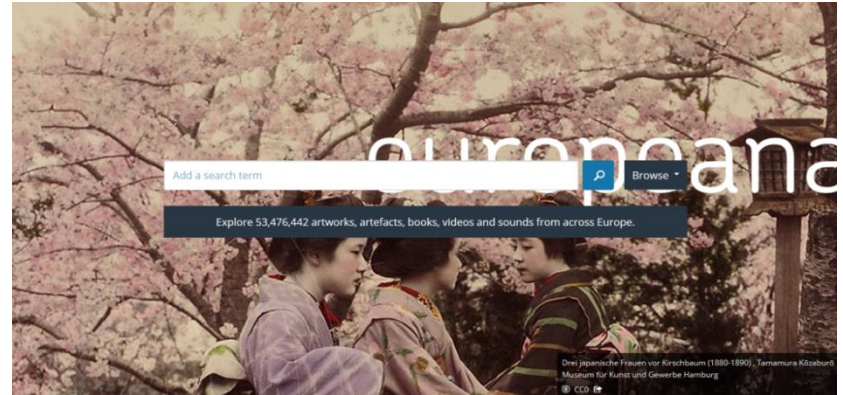 europeana
Add a search term
Browse
Explore 53,476,442 artworks, artefacts, books, videos and sounds from across Europe.
Drei japanische Frauen vor Kirschbaum (1880-1890) , Tamamura Kōzaburō
Museum für Kunst und Gewerbe Hamburg
CC0